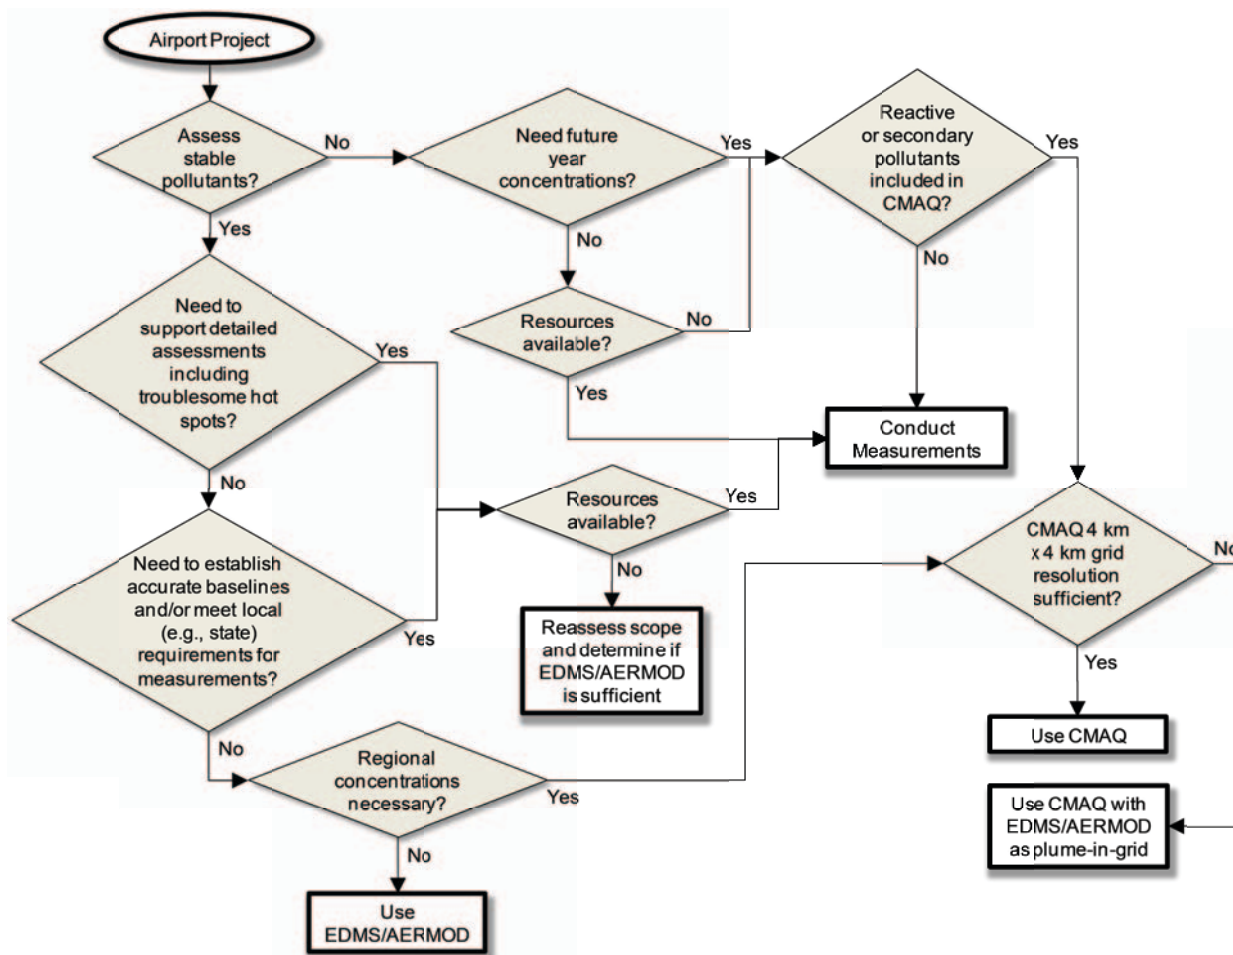 Airport Project
Assess
stable
pollutants?
No
Yes
Need future
year
concentrations?
Yes
No
Reactive
or secondary
pollutants
included in
CMAQ?
Yes
No
Resources
available?
No
Yes
Need to
support detailed
assessments
including
troublesome hot
spots?
Yes
No
Conduct
Measurements
Resources
available?
Yes
No
CMAQ 4 km
x 4 km grid
resolution
sufficient?
No
Yes
Need to establish
accurate baselines
and/or meet local
(e.g., state)
requirements for
measurements?
Yes
No
Reassess scope
and determine if
EDMS/AERMOD
is sufficient
Use CMAQ
Regional
concentrations
necessary?
Yes
No
Use CMAQ with
EDMS/AERMOD
as plume-in-grid
Use
EDMS/AERMOD